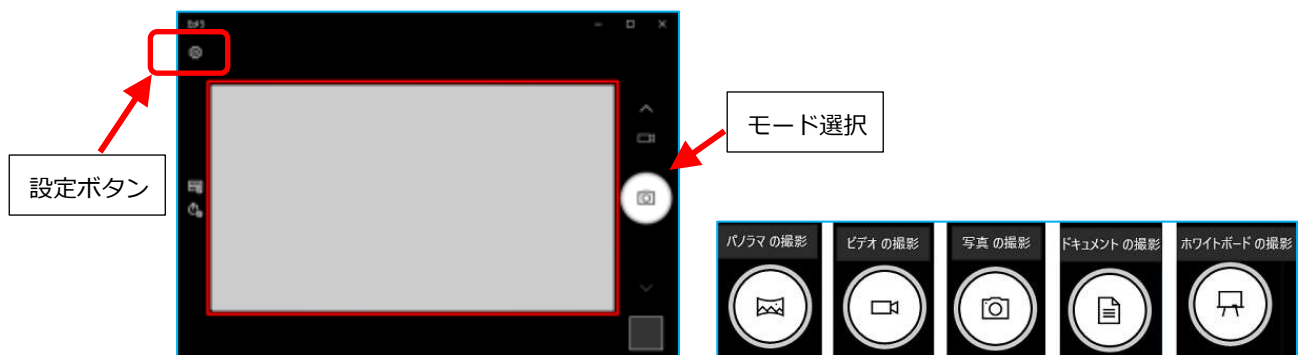 カメラ
設定ボタン
モード選択
パノラマ の撮影
ビデオ の撮影
写真 の撮影
ドキュメント の撮影
ホワイトボード の撮影